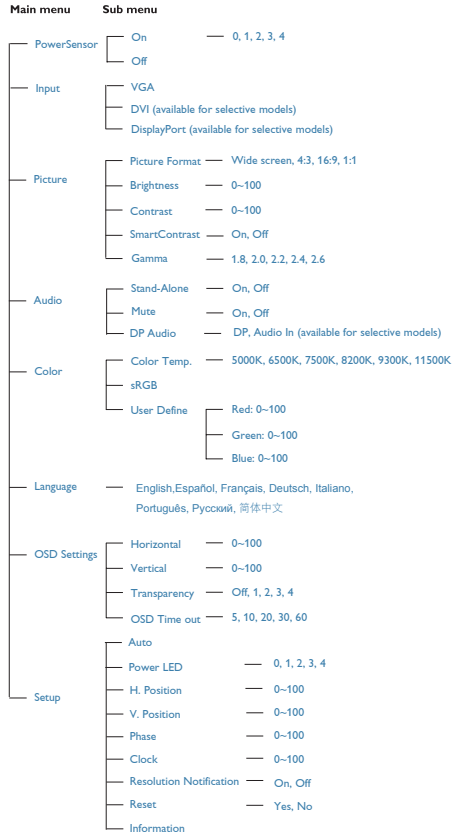 Main menu Sub menu
PowerSensor On 0, 1, 2, 3, 4
Off
Input VGA
DVI (available for selective models)
DisplayPort (available for selective models)
Picture Picture Format Wide screen, 4:3, 16:9, 1:1
Brightness 0~100
Contrast 0~100
SmartContrast On, Off
Gamma 1.8, 2.0, 2.2, 2.4, 2.6
Audio Stand-Alone On, Off
Mute On, Off
DP Audio DP, Audio In (available for selective models)
Color Color Temp. 5000K, 6500K, 7500K, 8200K, 9300K, 11500K
sRGB
User Define Red: 0~100
Green: 0~100
Blue: 0~100
Language English,Español, Français, Deutsch, Italiano,
Português, Русский, 简体中文
OSD Settings Horizontal 0~100
Vertical 0~100
Transparency Off, 1, 2, 3, 4
OSD Time out 5, 10, 20, 30, 60
Setup Auto
Power LED 0, 1, 2, 3, 4
H. Position 0~100
V. Position 0~100
Phase 0~100
Clock 0~100
Resolution Notification On, Off
Reset Yes, No
Information